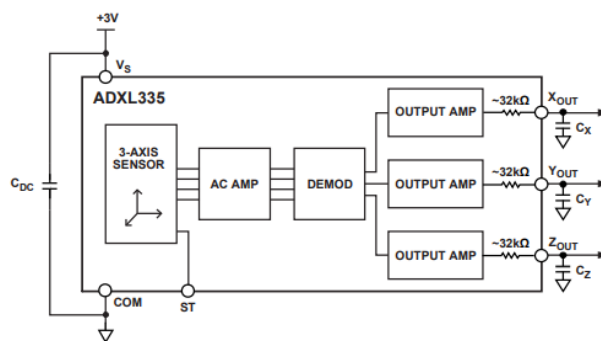 +3V
VS
ADXL335
3-AXIS
SENSOR
AC AMP
DEMOD
OUTPUT AMP
~32kΩ
XOUT
CX
OUTPUT AMP
~32kΩ
YOUT
CY
OUTPUT AMP
~32kΩ
ZOUT
CZ
CDC
COM
ST